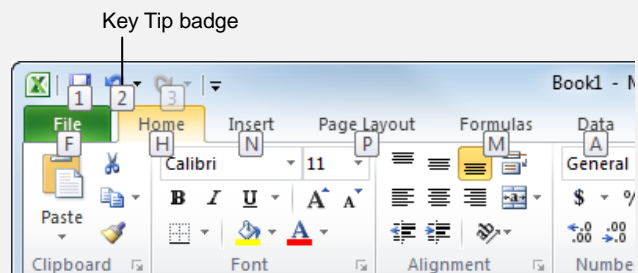 Key Tip badge
Book1 -
1 2 3
File Home Insert Page Layout Formulas Data
F H N P M A
Calibri 11 General
B I U A A a $ %
Paste A .0 .00 .00 .0
Clipboard Font Alignment Numbe